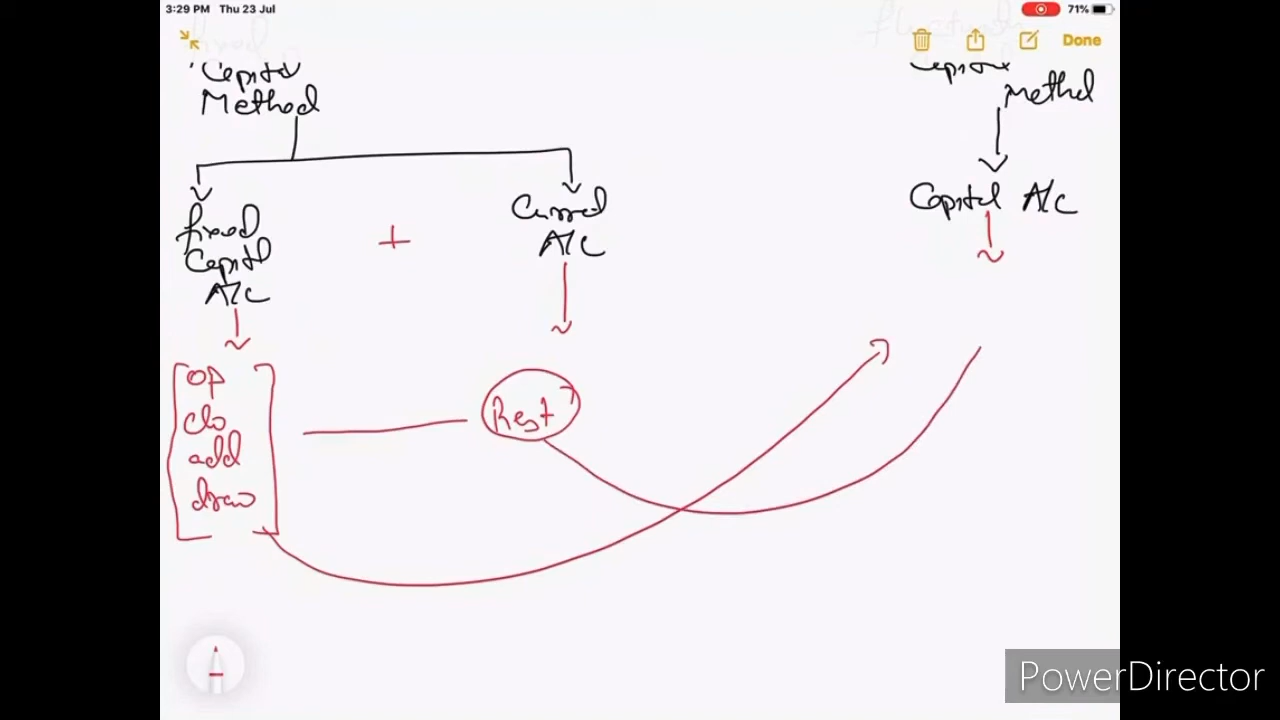 3:29 PM Thu 23 Jul
71%
Done
Capital
Method
Method
Capital A/C
fixed
Capital
A/C
+
Current
A/C
op
clo
add
draw
Rest
PowerDirector